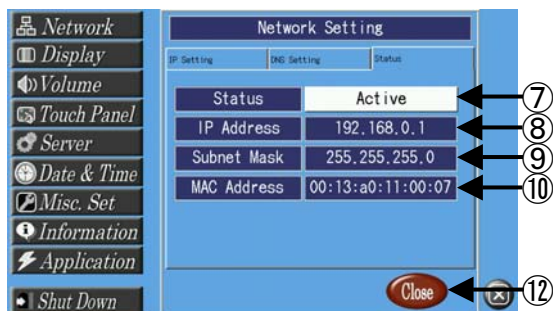 Network
Display
Volume
Touch Panel
Server
Date & Time
Misc. Set
Information
Application
Shut Down
Network Setting
IP Setting DNS Setting Status
Status Active ⑦
IP Address 192.168.0.1 ⑧
Subnet Mask 255.255.255.0 ⑨
MAC Address 00:13:a0:11:00:07 ⑩
Close ⑫